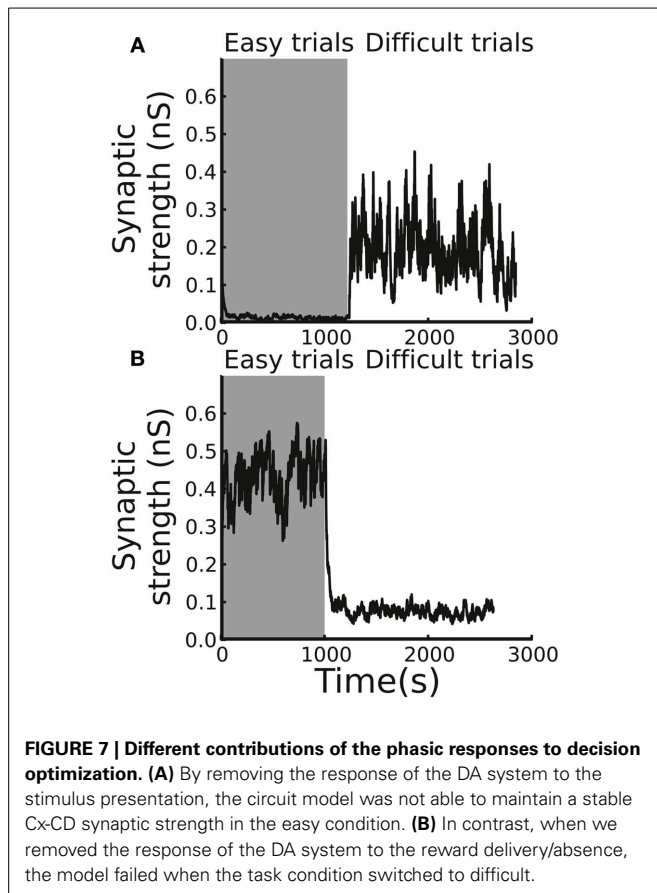 A
Easy trials Difficult trials
Synaptic
strength (nS)
0.6
0.5
0.4
0.3
0.2
0.1
0.0
0 1000 2000 3000
B
Easy trials Difficult trials
Synaptic
strength (nS)
0.6
0.5
0.4
0.3
0.2
0.1
0.0
0 1000 2000 3000
Time(s)
FIGURE 7 | Different contributions of the phasic responses to decision
optimization. (A) By removing the response of the DA system to the
stimulus presentation, the circuit model was not able to maintain a stable
Cx-CD synaptic strength in the easy condition. (B) In contrast, when we
removed the response of the DA system to the reward delivery/absence,
the model failed when the task condition switched to difficult.